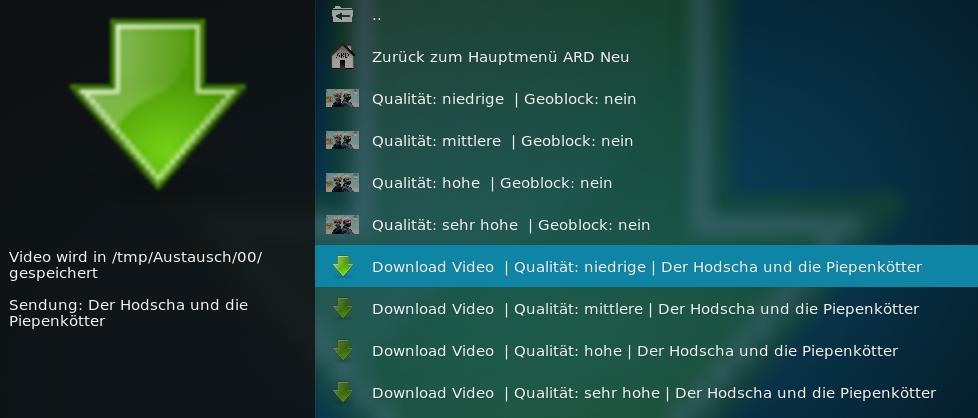 ..
ARD
Zurück zum Hauptmenü ARD Neu
Qualität: niedrige | Geoblock: nein
Qualität: mittlere | Geoblock: nein
Qualität: hohe | Geoblock: nein
Qualität: sehr hohe | Geoblock: nein
Download Video | Qualität: niedrige | Der Hodscha und die Piepenkötter
Download Video | Qualität: mittlere | Der Hodscha und die Piepenkötter
Download Video | Qualität: hohe | Der Hodscha und die Piepenkötter
Download Video | Qualität: sehr hohe | Der Hodscha und die Piepenkötter
Video wird in /tmp/Austausch/00/
gespeichert
Sendung: Der Hodscha und die
Piepenkötter